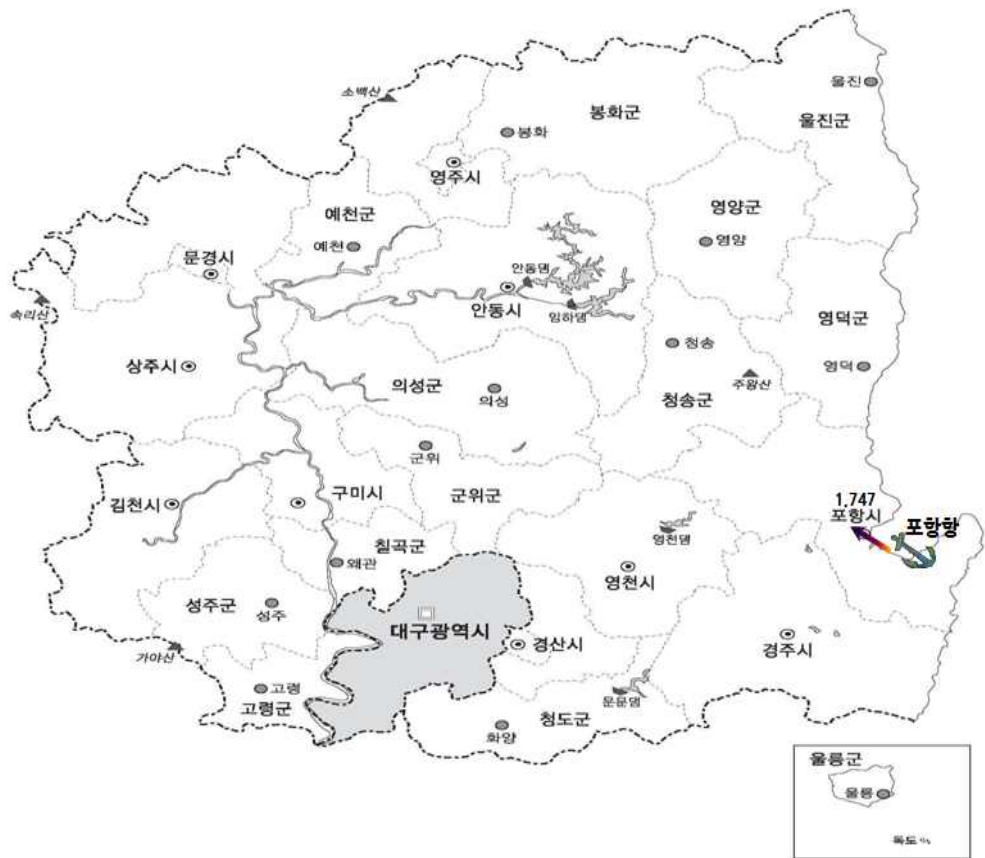 울진
소백산
봉화군
울진군
봉화
영주시
예천군
영양군
예천
영양
문경시
안동댐
안동시
임하댐
속리산
영덕군
청송
상주시
영덕
의성군
의성
주왕산
청송군
군위
1,747
김천시
구미시
군위군
포항시
포항항
영천댐
칠곡군
왜관
영천시
성주군
성주
대구광역시
경산시
경주시
가야산
고령
고령군
문문댐
청도군
화양
울릉군
울릉
독도